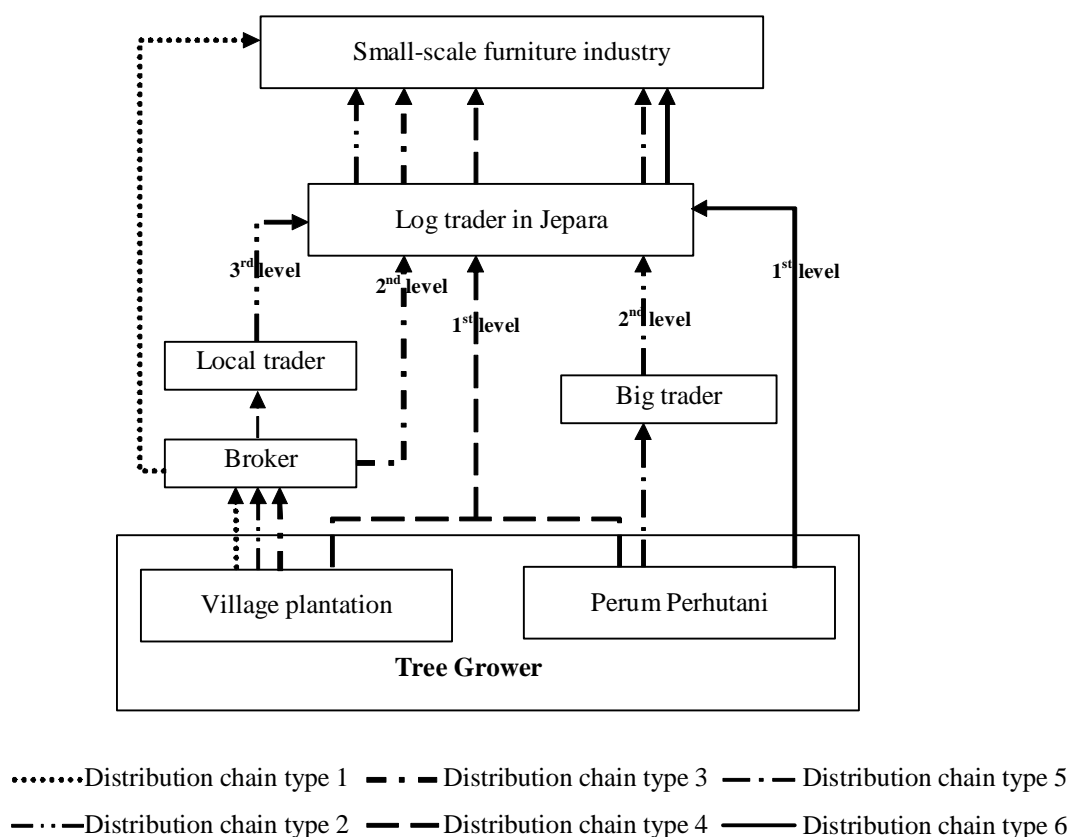 Small-scale furniture industry
Log trader in Jepara
3rd level
2nd level
1st level
2nd level
1st level
Local trader
Big trader
Broker
Village plantation
Perum Perhutani
Tree Grower
Distribution chain type 1
Distribution chain type 3
Distribution chain type 5
Distribution chain type 2
Distribution chain type 4
Distribution chain type 6